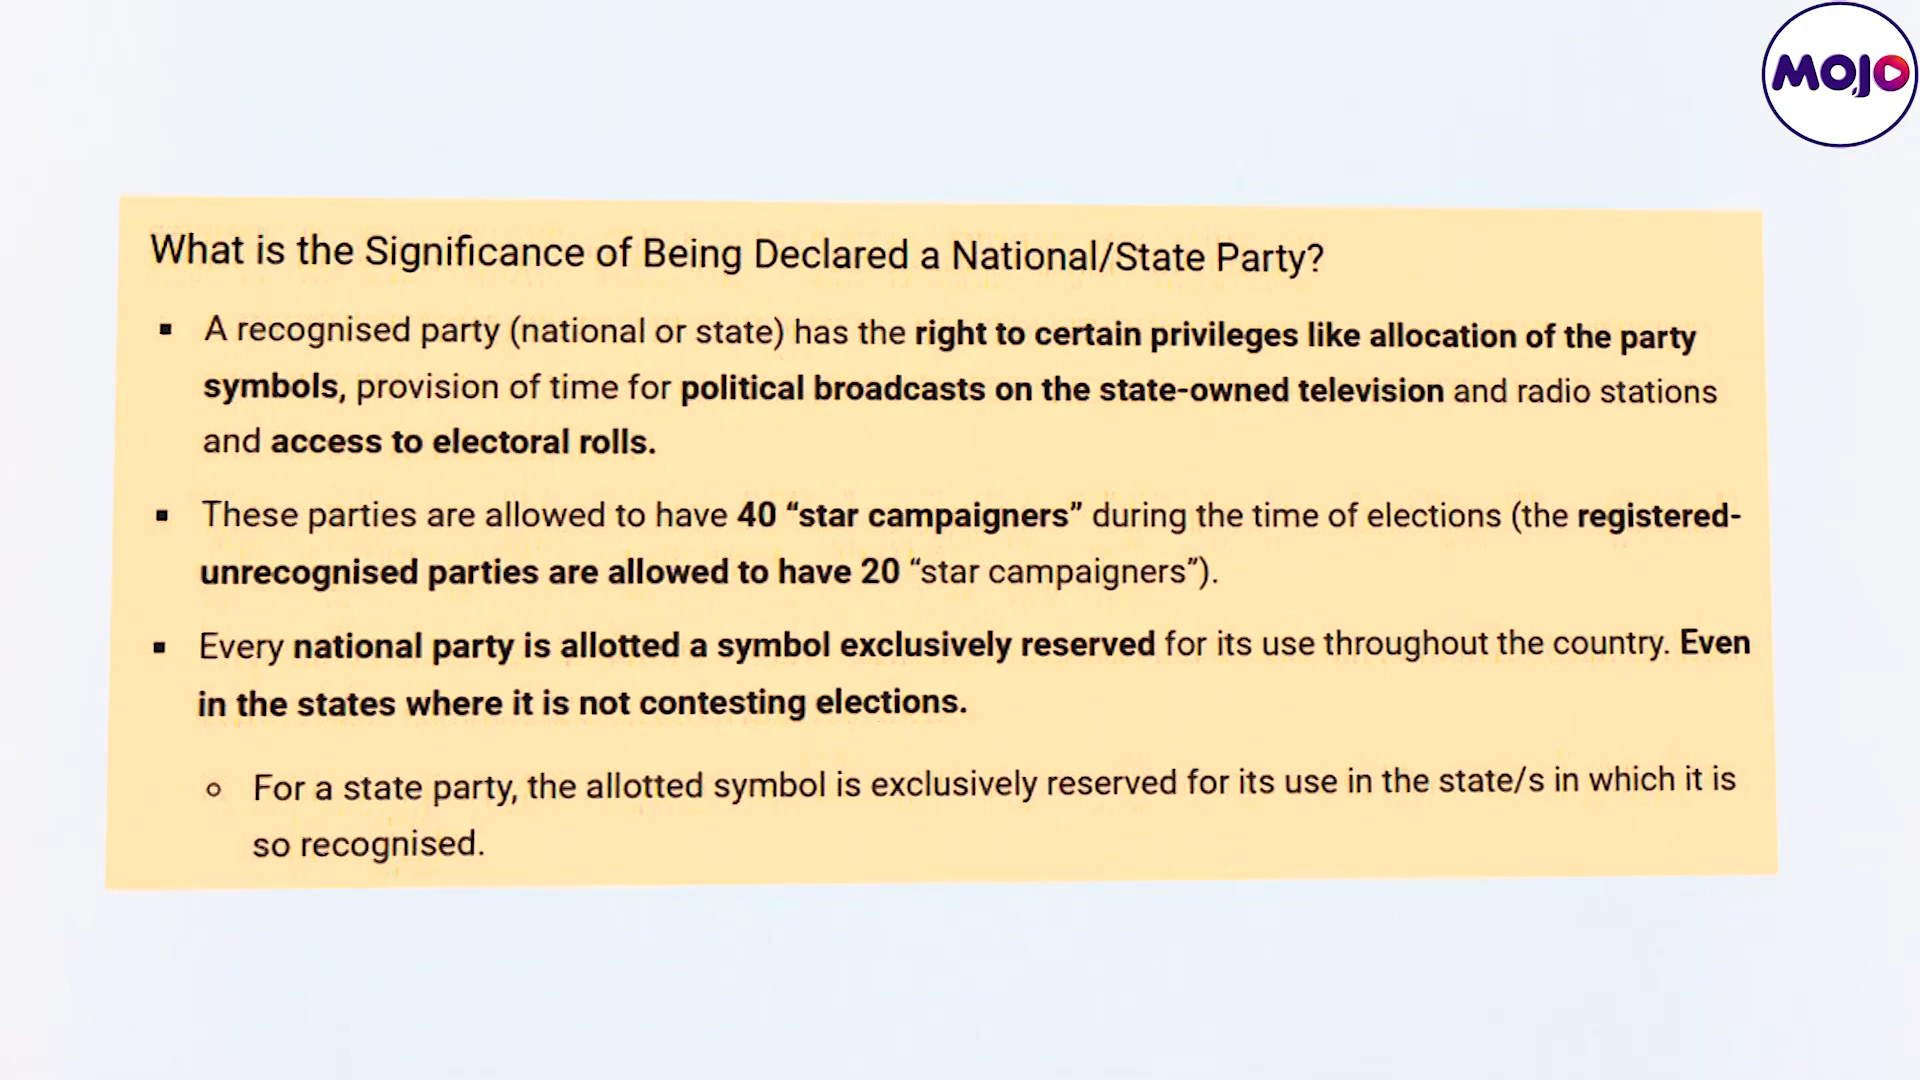 MOJO
What is the Significance of Being Declared a National/State Party?
▪ A recognised party (national or state) has the right to certain privileges like allocation of the party
symbols, provision of time for political broadcasts on the state-owned television and radio stations
and access to electoral rolls.
▪ These parties are allowed to have 40 “star campaigners” during the time of elections (the registered-
unrecognised parties are allowed to have 20 “star campaigners”).
▪ Every national party is allotted a symbol exclusively reserved for its use throughout the country. Even
in the states where it is not contesting elections.
○ For a state party, the allotted symbol is exclusively reserved for its use in the state/s in which it is
so recognised.